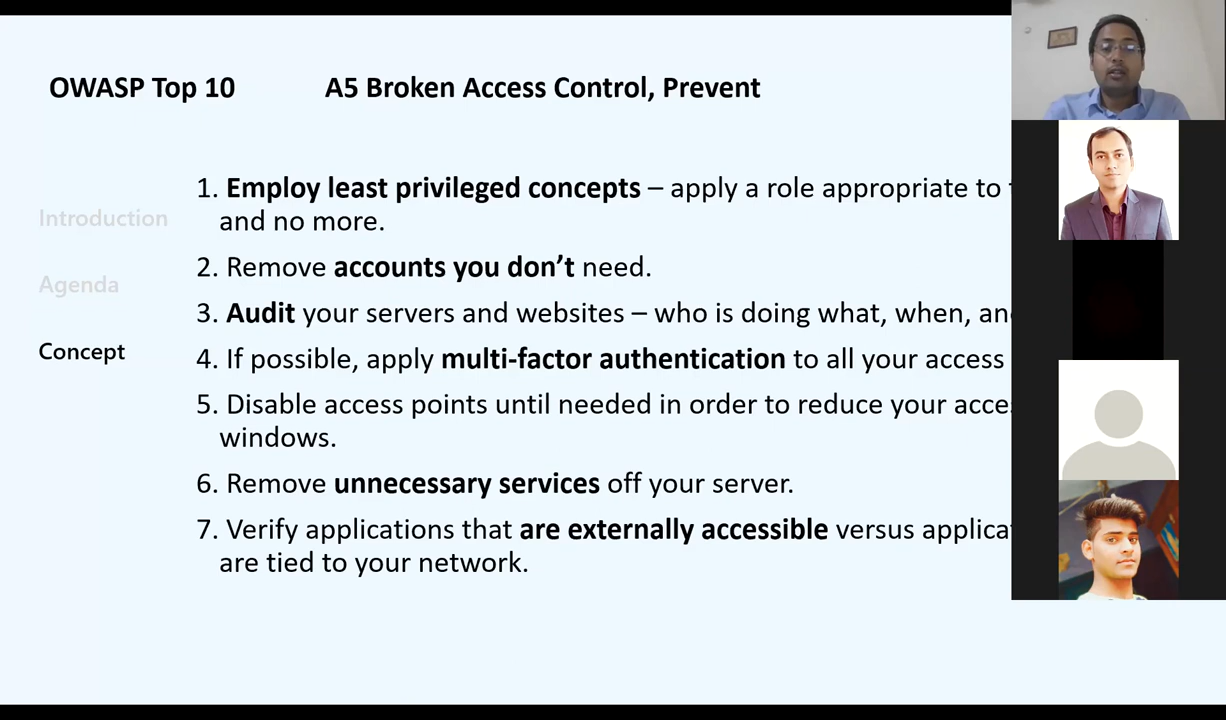 OWASP Top 10 A5 Broken Access Control, Prevent
Introduction
Agenda
Concept
1. Employ least privileged concepts – apply a role appropriate to
and no more.
2. Remove accounts you don’t need.
3. Audit your servers and websites – who is doing what, when,
4. If possible, apply multi-factor authentication to all your access
5. Disable access points until needed in order to reduce your
windows.
6. Remove unnecessary services off your server.
7. Verify applications that are externally accessible versus
are tied to your network.